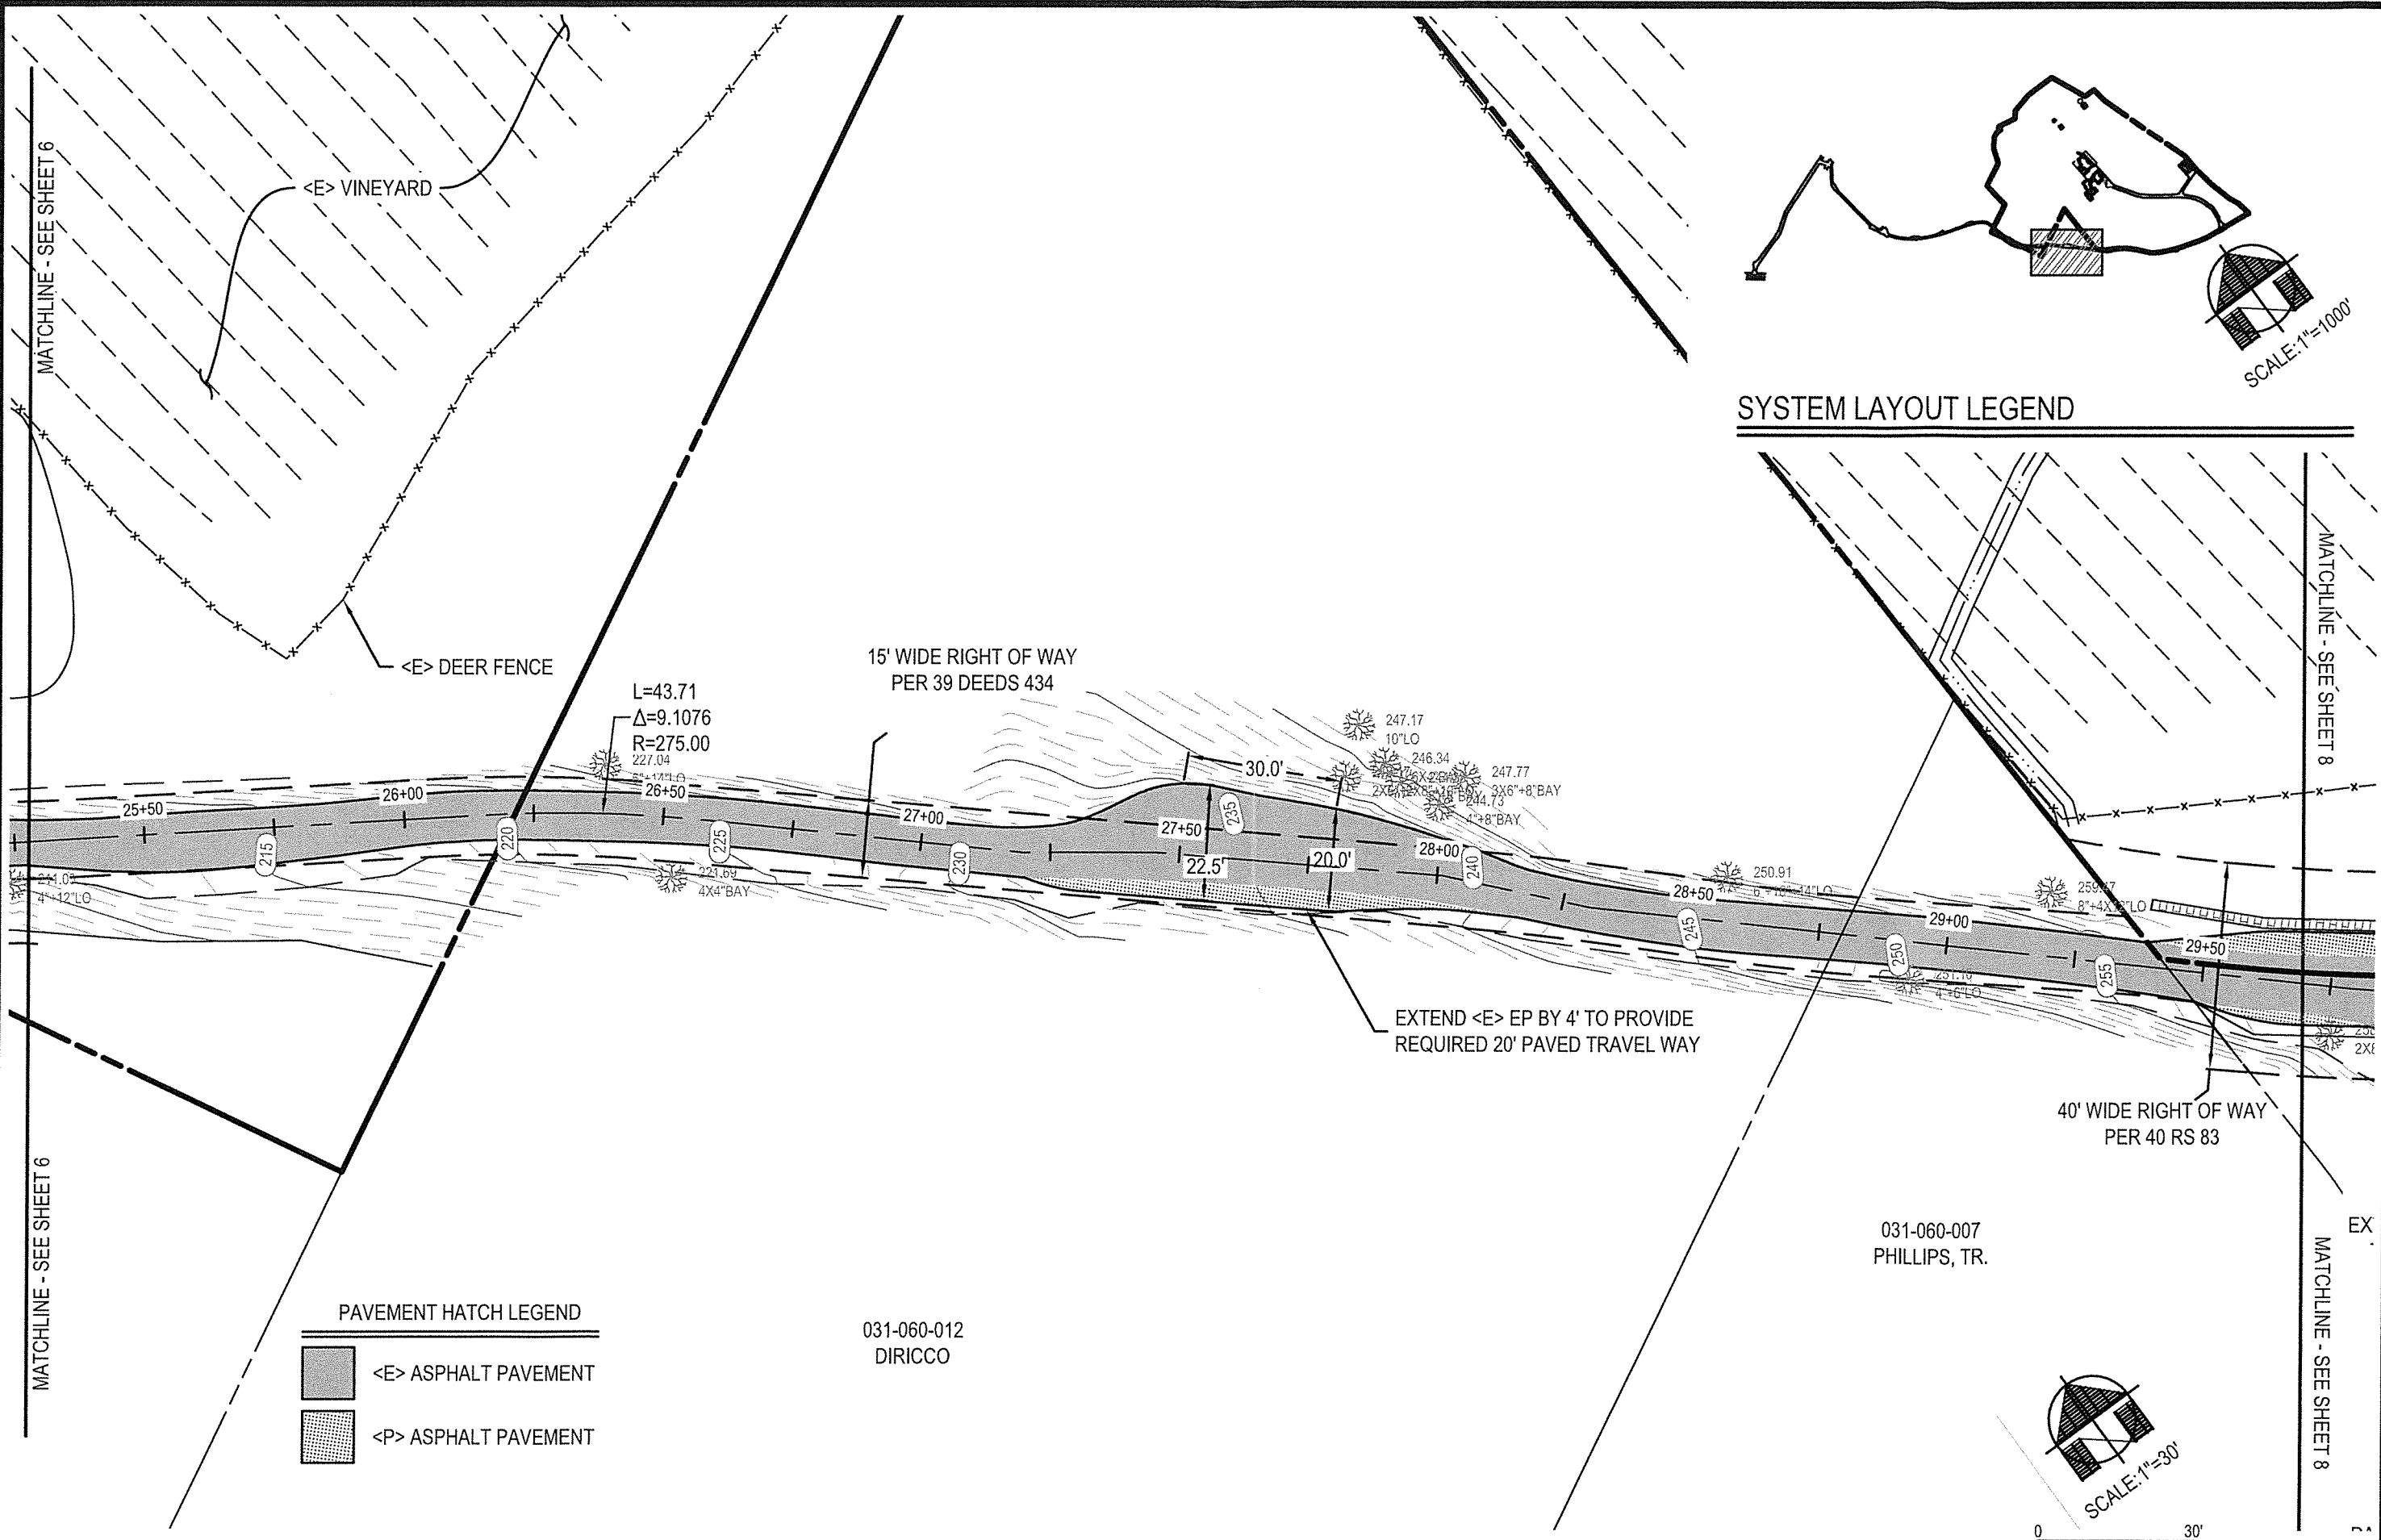 MATCHLINE - SEE SHEET 6
<E> VINEYARD
SCALE:1"=1000'
SYSTEM LAYOUT LEGEND
MATCHLINE - SEE SHEET 8
<E> DEER FENCE
15' WIDE RIGHT OF WAY
PER 39 DEEDS 434
L=43.71
Δ=9.1076
R=275.00
227.04
247.17
10"LO
246.34
247.77
3X6"+8"BAY
244.73
4"+8"BAY
30.0'
25+50
26+00
26+50
27+00
27+50
28+00
28+50
29+00
29+50
215
220
225
230
235
240
245
250
255
22.5'
20.0'
4"+12"LO
221.69
4X4"BAY
250.91
251.10
4"+6"LO
EXTEND <E> EP BY 4' TO PROVIDE
REQUIRED 20' PAVED TRAVEL WAY
40' WIDE RIGHT OF WAY
PER 40 RS 83
031-060-007
PHILLIPS, TR.
EX
MATCHLINE - SEE SHEET 6
PAVEMENT HATCH LEGEND
<E> ASPHALT PAVEMENT
<P> ASPHALT PAVEMENT
031-060-012
DIRICCO
MATCHLINE - SEE SHEET 8
SCALE:1"=30'
0 30'